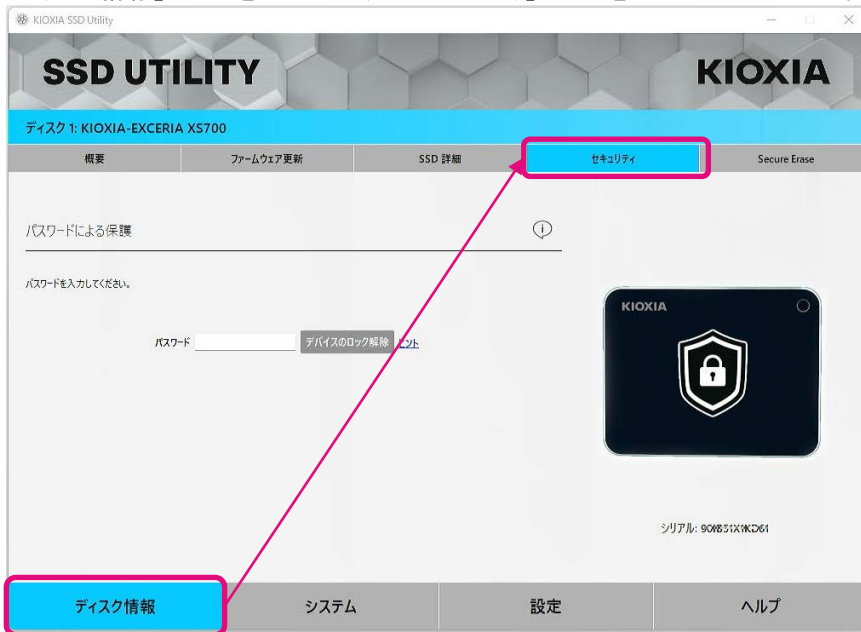 KIOXIA SSD Utility
SSD UTILITY
KIOXIA
ディスク 1: KIOXIA-EXCERIA XS700
概要
ファームウェア更新
SSD 詳細
セキュリティ
Secure Erase
パスワードによる保護
パスワードを入力してください。
パスワード
デバイスのロック解除
ヒント
KIOXIA
シリアル:
ディスク情報
システム
設定
ヘルプ